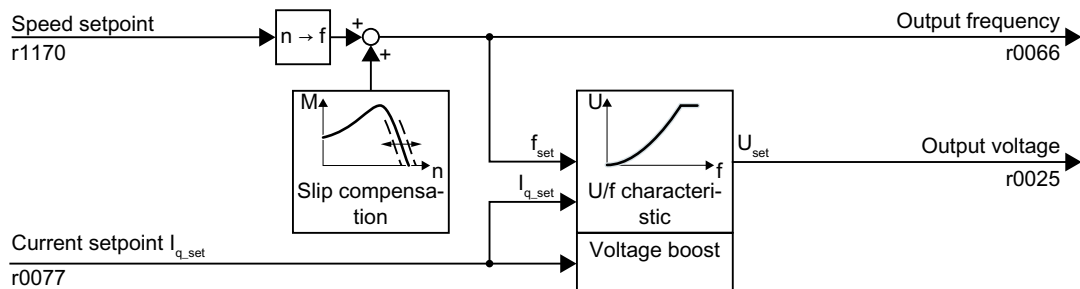 Speed setpoint
r1170
n → f
+
+
Output frequency
r0066
M
n
Slip compensa-
tion
f_set
I_q_set
U
f
U/f characteri-
stic
Voltage boost
U_set
Output voltage
r0025
Current setpoint I_q_set
r0077